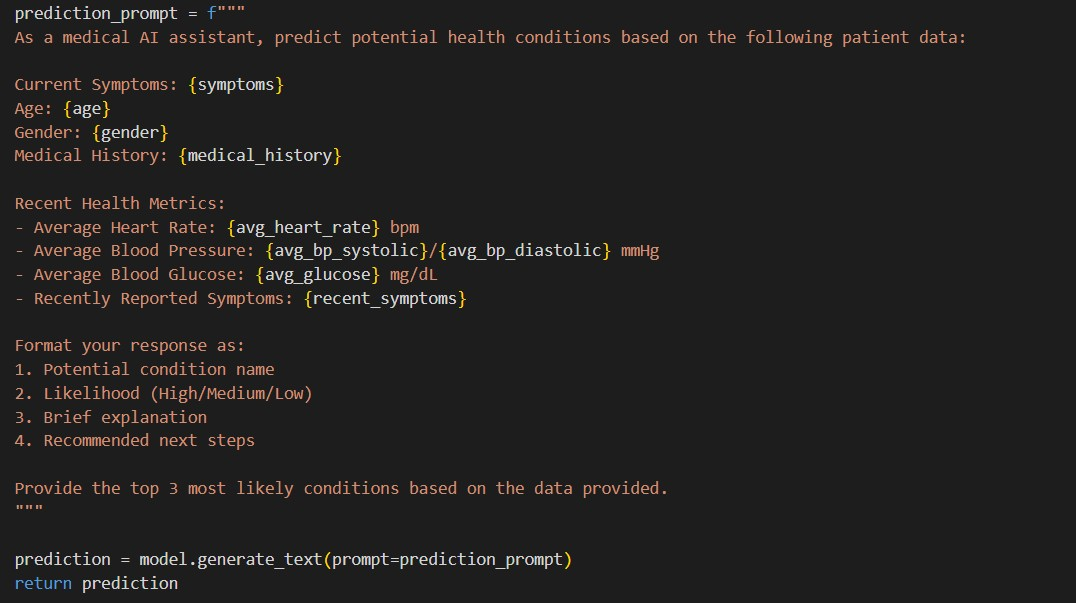 prediction_prompt = f"""
As a medical AI assistant, predict potential health conditions based on the following patient data:

Current Symptoms: {symptoms}
Age: {age}
Gender: {gender}
Medical History: {medical_history}

Recent Health Metrics:
- Average Heart Rate: {avg_heart_rate} bpm
- Average Blood Pressure: {avg_bp_systolic}/{avg_bp_diastolic} mmHg
- Average Blood Glucose: {avg_glucose} mg/dL
- Recently Reported Symptoms: {recent_symptoms}

Format your response as:
1. Potential condition name
2. Likelihood (High/Medium/Low)
3. Brief explanation
4. Recommended next steps

Provide the top 3 most likely conditions based on the data provided.
"""

prediction = model.generate_text(prompt=prediction_prompt)
return prediction